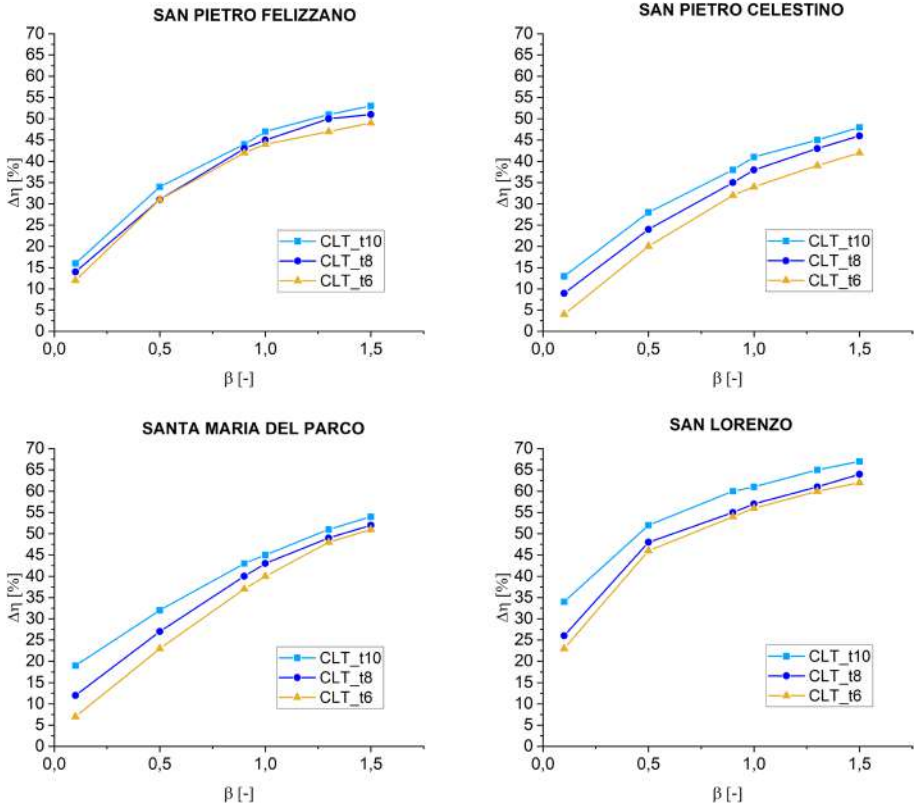 SAN PIETRO FELIZZANO
70
65
60
55
50
45
40
35
30
25
20
15
10
5
0
Δη [%]
CLT_t10
CLT_t8
CLT_t6
0,0 0,5 1,0 1,5
β [-]
SAN PIETRO CELESTINO
70
65
60
55
50
45
40
35
30
25
20
15
10
5
0
Δη [%]
CLT_t10
CLT_t8
CLT_t6
0,0 0,5 1,0 1,5
β [-]
SANTA MARIA DEL PARCO
70
65
60
55
50
45
40
35
30
25
20
15
10
5
0
Δη [%]
CLT_t10
CLT_t8
CLT_t6
0,0 0,5 1,0 1,5
β [-]
SAN LORENZO
70
65
60
55
50
45
40
35
30
25
20
15
10
5
0
Δη [%]
CLT_t10
CLT_t8
CLT_t6
0,0 0,5 1,0 1,5
β [-]